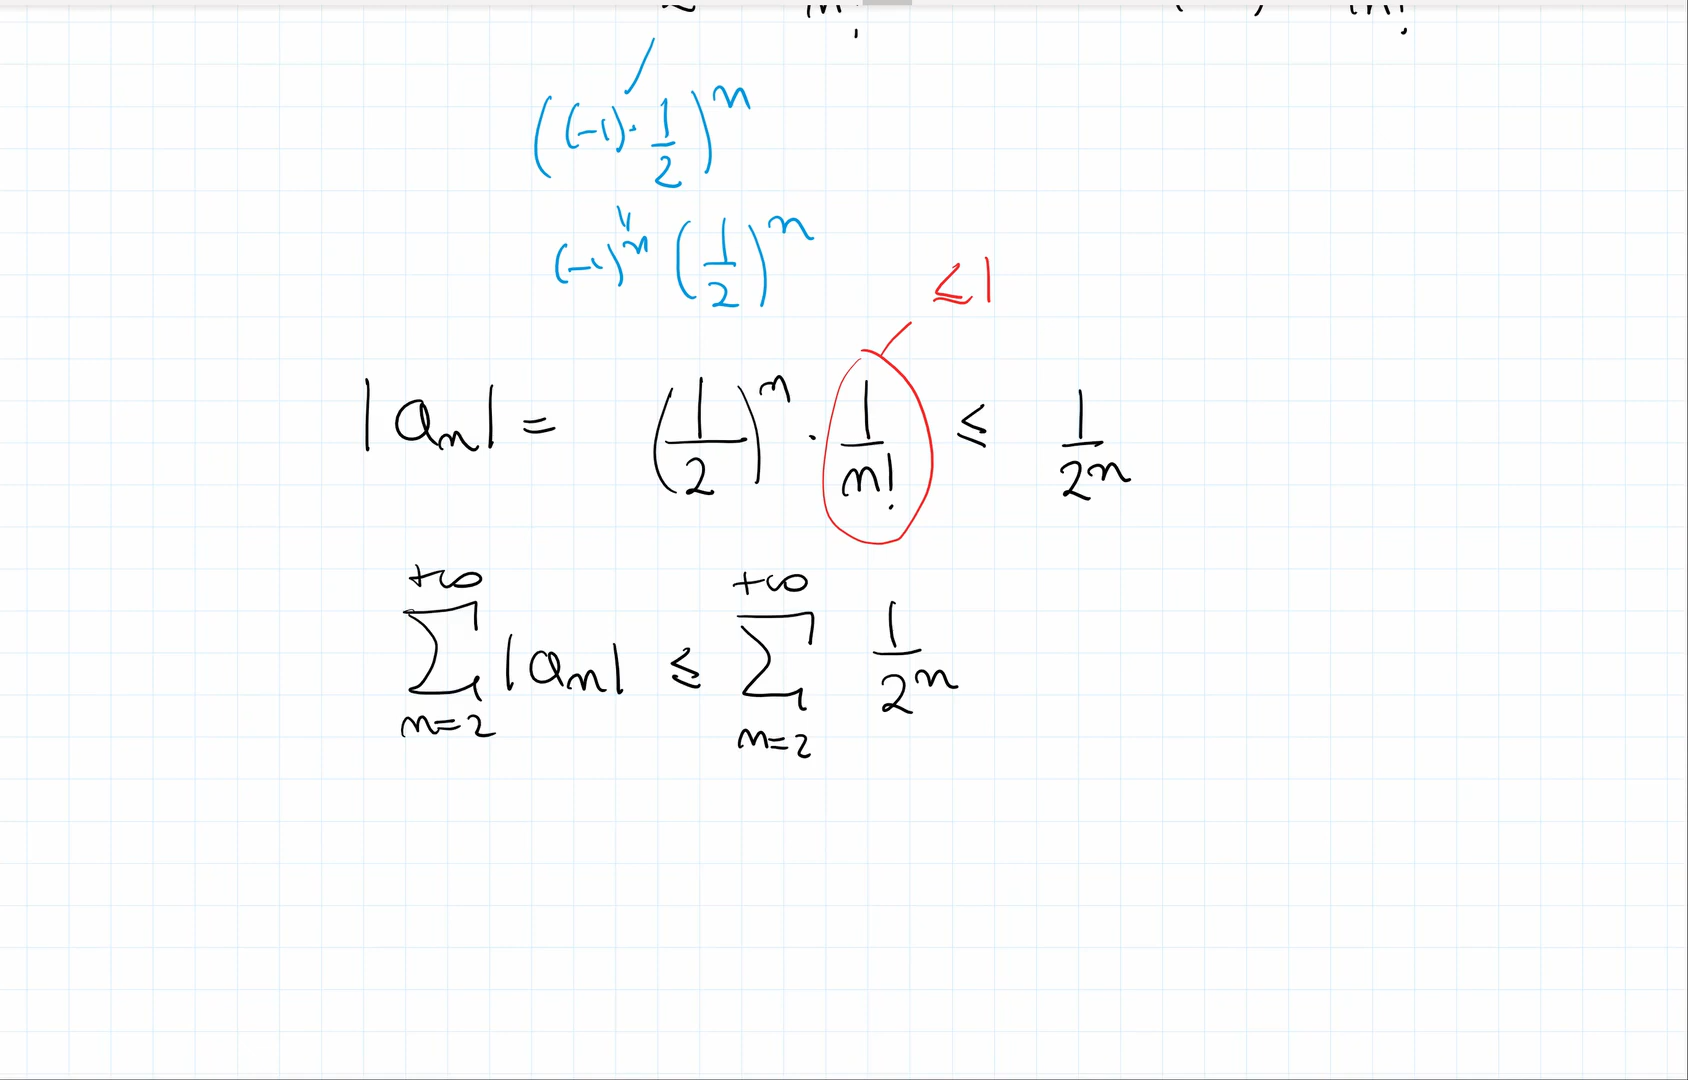 ((-1)·1/2)^n
(-1)^n (1/2)^n
≤1
|a_n| = (1/2)^n · 1/n! ≤ 1/2^n
∑_{n=2}^{+∞} |a_n| ≤ ∑_{n=2}^{+∞} 1/2^n